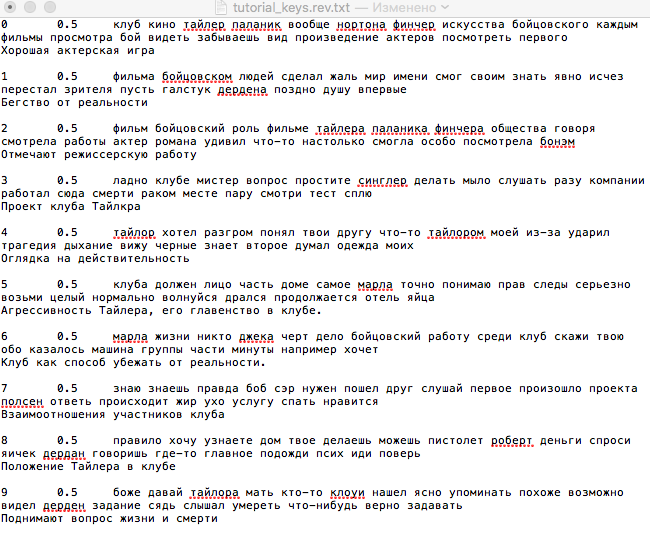 tutorial_keys.rev.txt — Изменено
0 0.5 клуб кино тайлер паланик вообще нортона финчер искусства бойцовского каждым
фильмы просмотра бой видеть забываешь вид произведение актеров посмотреть первого
Хорошая актерская игра
1 0.5 фильма бойцовском людей сделал жаль мир имени смог своим знать явно исчез
перестал зрителя пусть галстук дердена поздно душу впервые
Бегство от реальности
2 0.5 фильм бойцовский роль фильме тайлера паланика финчера общества говоря
смотрела работы актер романа удивил что-то настолько смогла особо посмотрела бонэм
Отмечают режиссерскую работу
3 0.5 ладно клубе мистер вопрос простите синглер делать мыло слушать разу компании
работал сюда смерти раком месте пару смотри тест сплю
Проект клуба Тайлкра
4 0.5 тайлор хотел разгром понял твои другу что-то тайлором моей из-за ударил
трагедия дыхание вижу черные знает второе думал одежда моих
Оглядка на действительность
5 0.5 клуба должен лицо часть доме самое марла точно понимаю прав следы серьезно
возьми целый нормально волнуйся дрался продолжается отель яйца
Агрессивность Тайлера, его главенство в клубе.
6 0.5 марла жизни никто джека черт дело бойцовский работу среди клуб скажи твою
обо казалось машина группы части минуты например хочет
Клуб как способ убежать от реальности.
7 0.5 знаю знаешь правда боб сэр нужен пошел друг слушай первое произошло проекта
полсен ответь происходит жир ухо услугу спать нравится
Взаимоотношения участников клуба
8 0.5 правило хочу узнаете дом твое делаешь можешь пистолет роберт деньги спроси
яичек дердан говоришь где-то главное подожди псих иди поверь
Положение Тайлера в клубе
9 0.5 боже давай тайлора мать кто-то клоуи нашел ясно упоминать похоже возможно
видел дерден задание сядь слышал умереть что-нибудь верно задавать
Поднимают вопрос жизни и смерти